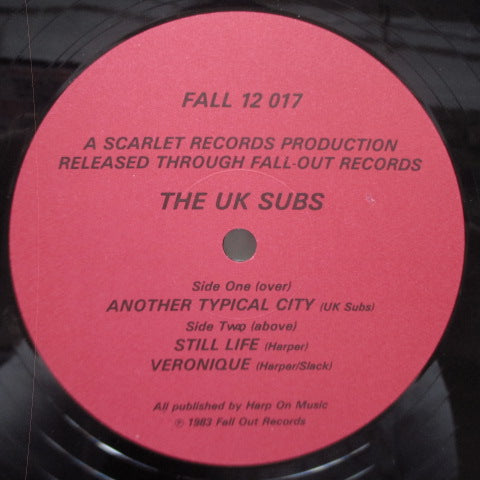 FALL 12 017
A SCARLET RECORDS PRODUCTION
RELEASED THROUGH FALL-OUT RECORDS
THE UK SUBS
Side One (over)
ANOTHER TYPICAL CITY (UK Subs)
Side Two (above)
STILL LIFE (Harper)
VERONIQUE (Harper/Slack)
All published by Harp On Music
℗ 1983 Fall Out Records